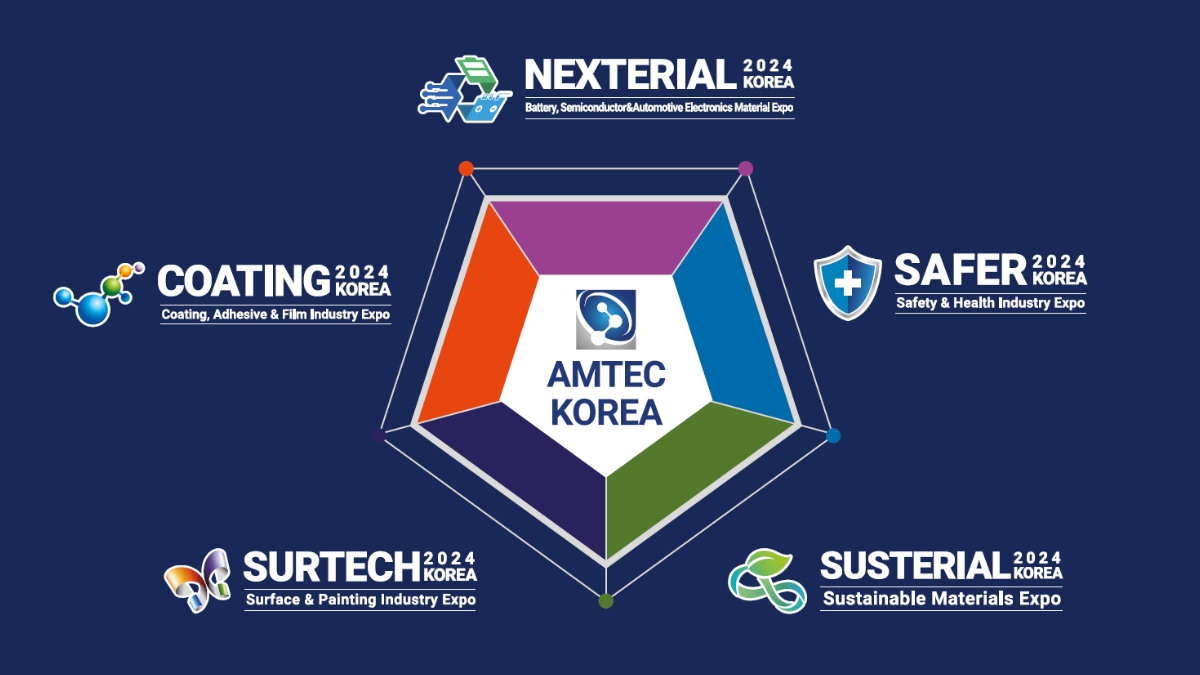 NEXTERIAL 2024 KOREA
Battery, Semiconductor&Automotive Electronics Material Expo
COATING 2024 KOREA
Coating, Adhesive & Film Industry Expo
SAFER 2024 KOREA
Safety & Health Industry Expo
AMTEC
KOREA
SURTECH 2024 KOREA
Surface & Painting Industry Expo
SUSTERIAL 2024 KOREA
Sustainable Materials Expo